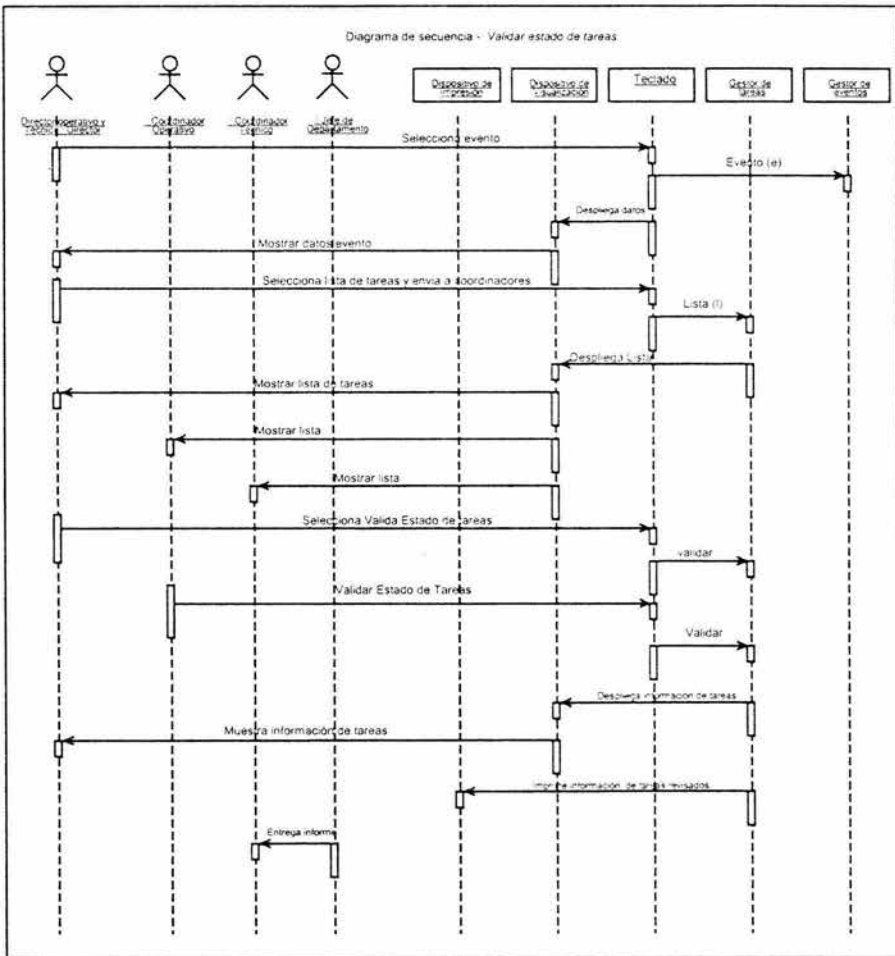 Diagrama de secuencia - Validar estado de tareas
Dispositivo de
impresión
Dispositivo de
visualización
Teclado
Gestor de
tareas
Gestor de
eventos
Director operativo y
Técnico Director
Coordinador
Operativo
Coordinador
Técnico
de
Departamento
Selecciona evento
Evento (e)
Despliega datos
Mostrar datos evento
Selecciona lista de tareas y envia a coordinadores
Lista (l)
Despliega Lista
Mostrar lista de tareas
Mostrar lista
Mostrar lista
Selecciona Valida Estado de tareas
validar
Validar Estado de Tareas
Validar
Despliega información de tareas
Muestra información de tareas
Imprime información de tareas revisados
Entrega informe